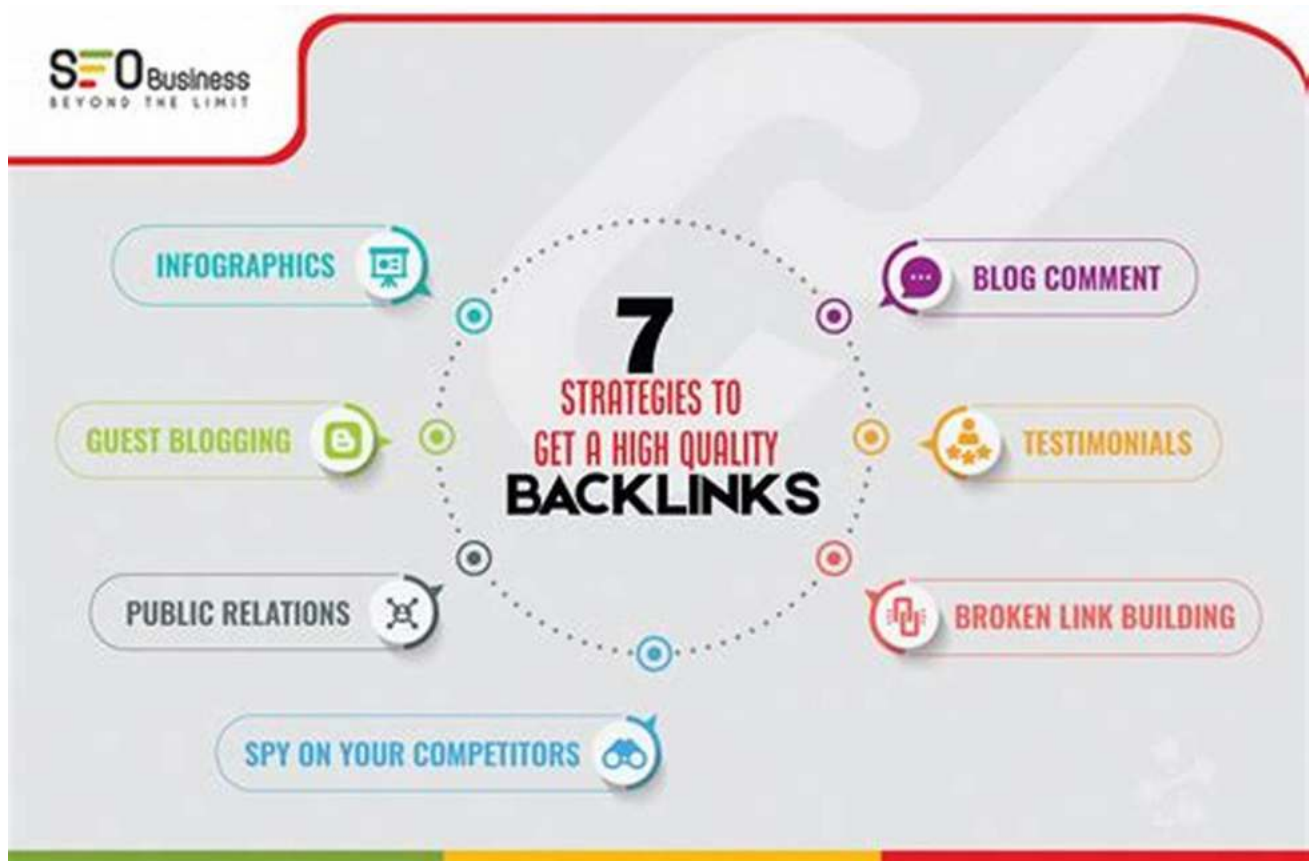 SEO Business
BEYOND THE LIMIT
INFOGRAPHICS
BLOG COMMENT
7
STRATEGIES TO
GET A HIGH QUALITY
BACKLINKS
GUEST BLOGGING
TESTIMONIALS
PUBLIC RELATIONS
BROKEN LINK BUILDING
SPY ON YOUR COMPETITORS